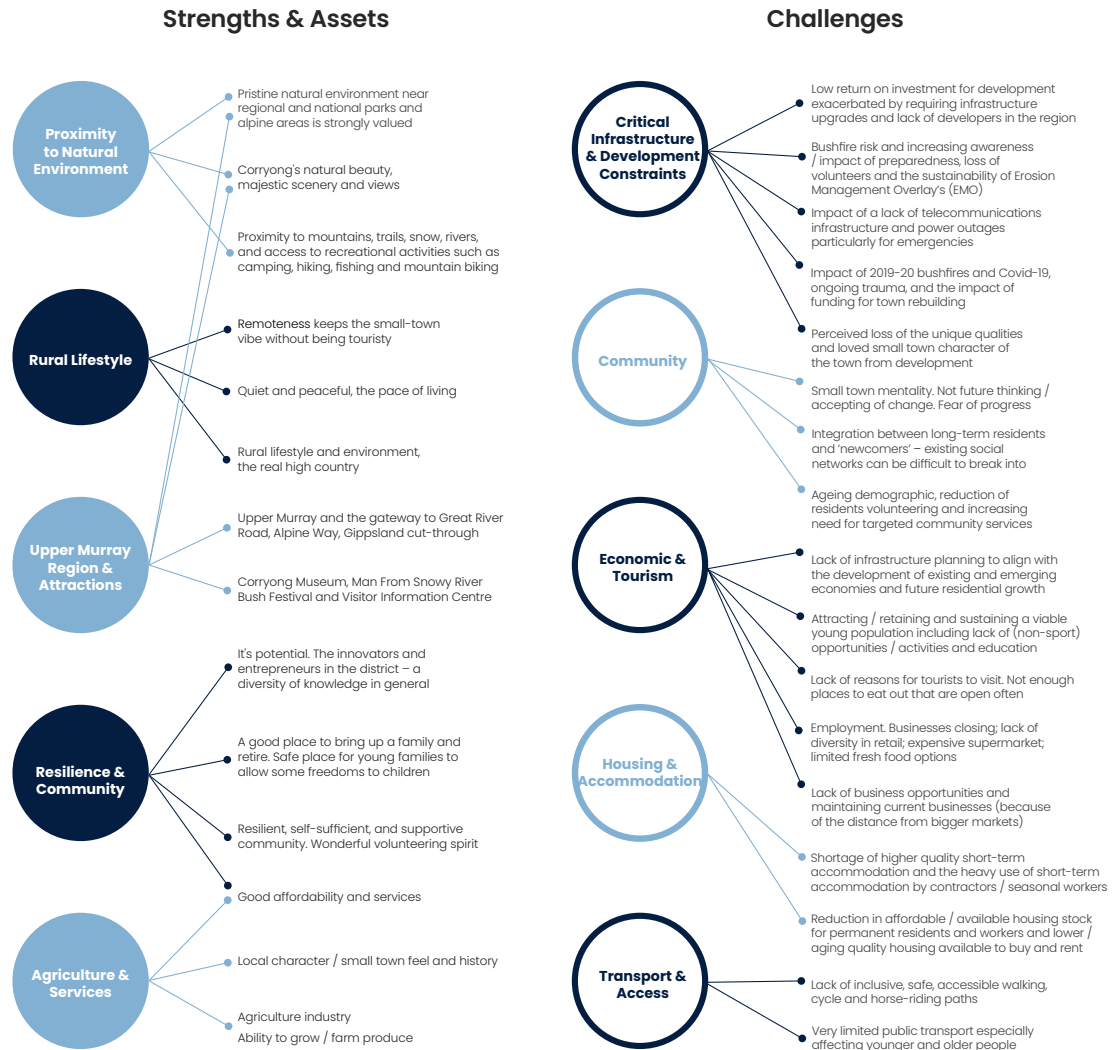 Strengths & Assets
Proximity
to Natural
Environment
Pristine natural environment near
regional and national parks and
alpine areas is strongly valued
Corryong's natural beauty,
majestic scenery and views
Proximity to mountains, trails, snow, rivers,
and access to recreational activities such as
camping, hiking, fishing and mountain biking
Rural Lifestyle
Remoteness keeps the small-town
vibe without being touristy
Quiet and peaceful, the pace of living
Rural lifestyle and environment,
the real high country
Upper Murray
Region &
Attractions
Upper Murray and the gateway to Great River
Road, Alpine Way, Gippsland cut-through
Corryong Museum, Man From Snowy River
Bush Festival and Visitor Information Centre
Resilience &
Community
It's potential. The innovators and
entrepreneurs in the district – a
diversity of knowledge in general
A good place to bring up a family and
retire. Safe place for young families to
allow some freedoms to children
Resilient, self-sufficient, and supportive
community. Wonderful volunteering spirit
Good affordability and services
Agriculture &
Services
Local character / small town feel and history
Agriculture industry
Ability to grow / farm produce
Challenges
Critical
Infrastructure
& Development
Constraints
Low return on investment for development
exacerbated by requiring infrastructure
upgrades and lack of developers in the region
Bushfire risk and increasing awareness
/ impact of preparedness, loss of
volunteers and the sustainability of Erosion
Management Overlay's (EMO)
Impact of a lack of telecommunications
infrastructure and power outages
particularly for emergencies
Impact of 2019-20 bushfires and Covid-19,
ongoing trauma, and the impact of
funding for town rebuilding
Perceived loss of the unique qualities
and loved small town character of
the town from development
Community
Small town mentality. Not future thinking /
accepting of change. Fear of progress
Integration between long-term residents
and ‘newcomers’ – existing social
networks can be difficult to break into
Ageing demographic, reduction of
residents volunteering and increasing
need for targeted community services
Economic &
Tourism
Lack of infrastructure planning to align with
the development of existing and emerging
economies and future residential growth
Attracting / retaining and sustaining a viable
young population including lack of (non-sport)
opportunities / activities and education
Lack of reasons for tourists to visit. Not enough
places to eat out that are open often
Employment. Businesses closing; lack of
diversity in retail; expensive supermarket;
limited fresh food options
Lack of business opportunities and
maintaining current businesses (because
of the distance from bigger markets)
Housing &
Accommodation
Shortage of higher quality short-term
accommodation and the heavy use of short-term
accommodation by contractors / seasonal workers
Reduction in affordable / available housing stock
for permanent residents and workers and lower /
aging quality housing available to buy and rent
Transport &
Access
Lack of inclusive, safe, accessible walking,
cycle and horse-riding paths
Very limited public transport especially
affecting younger and older people